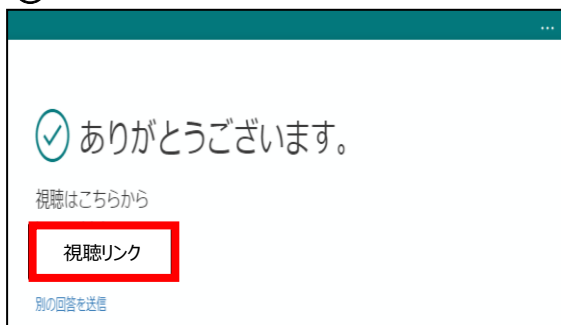 …
ありがとうございます。
視聴はこちらから
視聴リンク
別の回答を送信